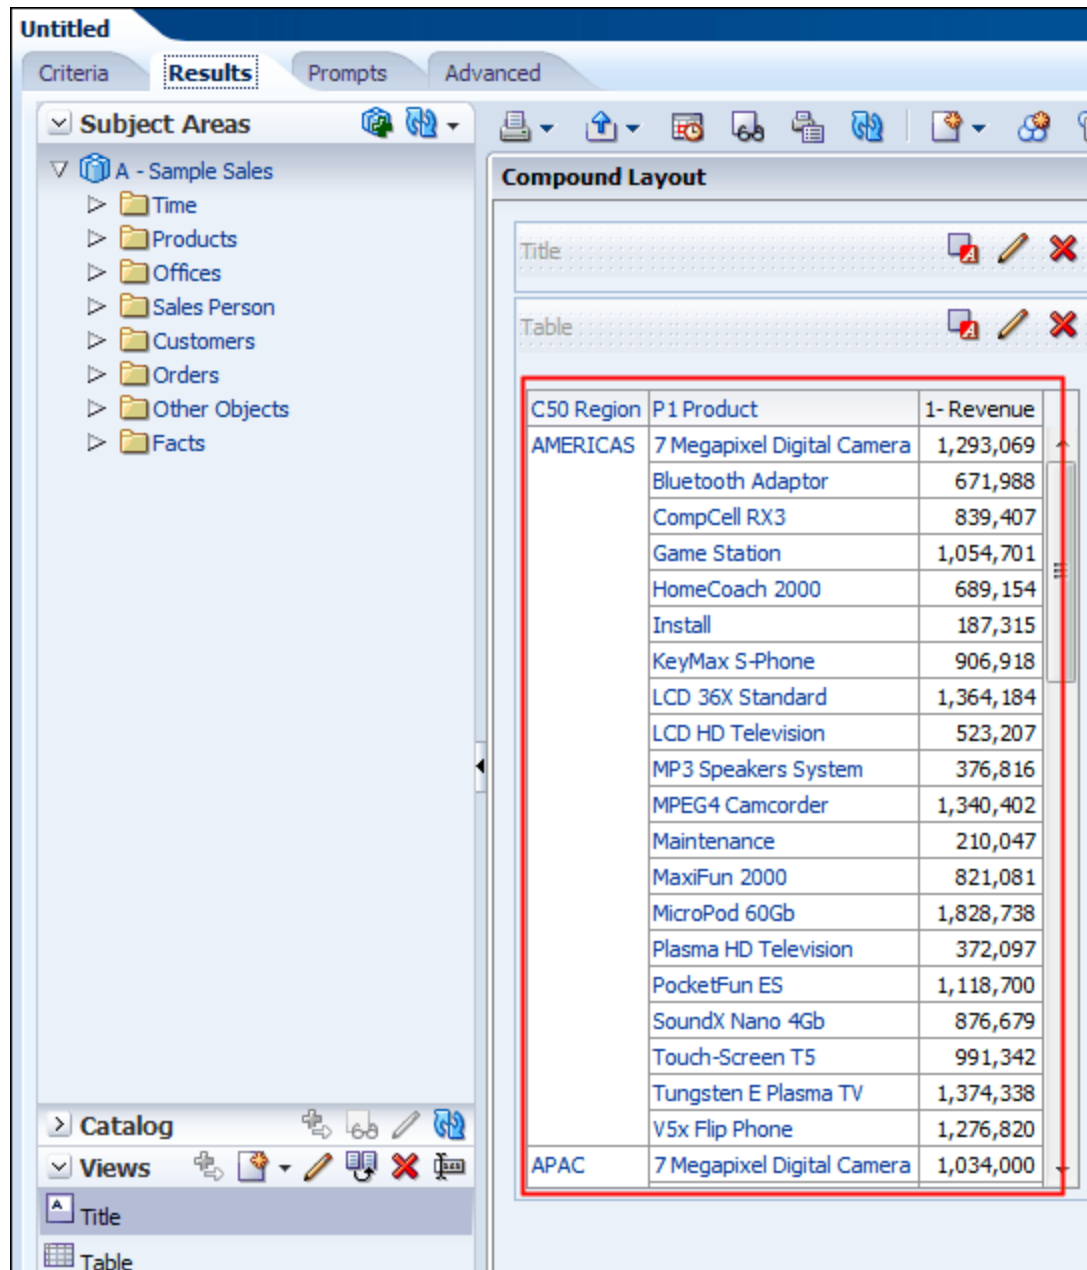 Untitled
Criteria Results Prompts Advanced
Subject Areas
A - Sample Sales
Time
Products
Offices
Sales Person
Customers
Orders
Other Objects
Facts
Catalog
Views
Title
Table
Compound Layout
Title
Table
C50 Region P1 Product 1- Revenue
AMERICAS 7 Megapixel Digital Camera 1,293,069
Bluetooth Adaptor 671,988
CompCell RX3 839,407
Game Station 1,054,701
HomeCoach 2000 689,154
Install 187,315
KeyMax S-Phone 906,918
LCD 36X Standard 1,364,184
LCD HD Television 523,207
MP3 Speakers System 376,816
MPEG4 Camcorder 1,340,402
Maintenance 210,047
MaxiFun 2000 821,081
MicroPod 60Gb 1,828,738
Plasma HD Television 372,097
PocketFun ES 1,118,700
SoundX Nano 4Gb 876,679
Touch-Screen T5 991,342
Tungsten E Plasma TV 1,374,338
V5x Flip Phone 1,276,820
APAC 7 Megapixel Digital Camera 1,034,000